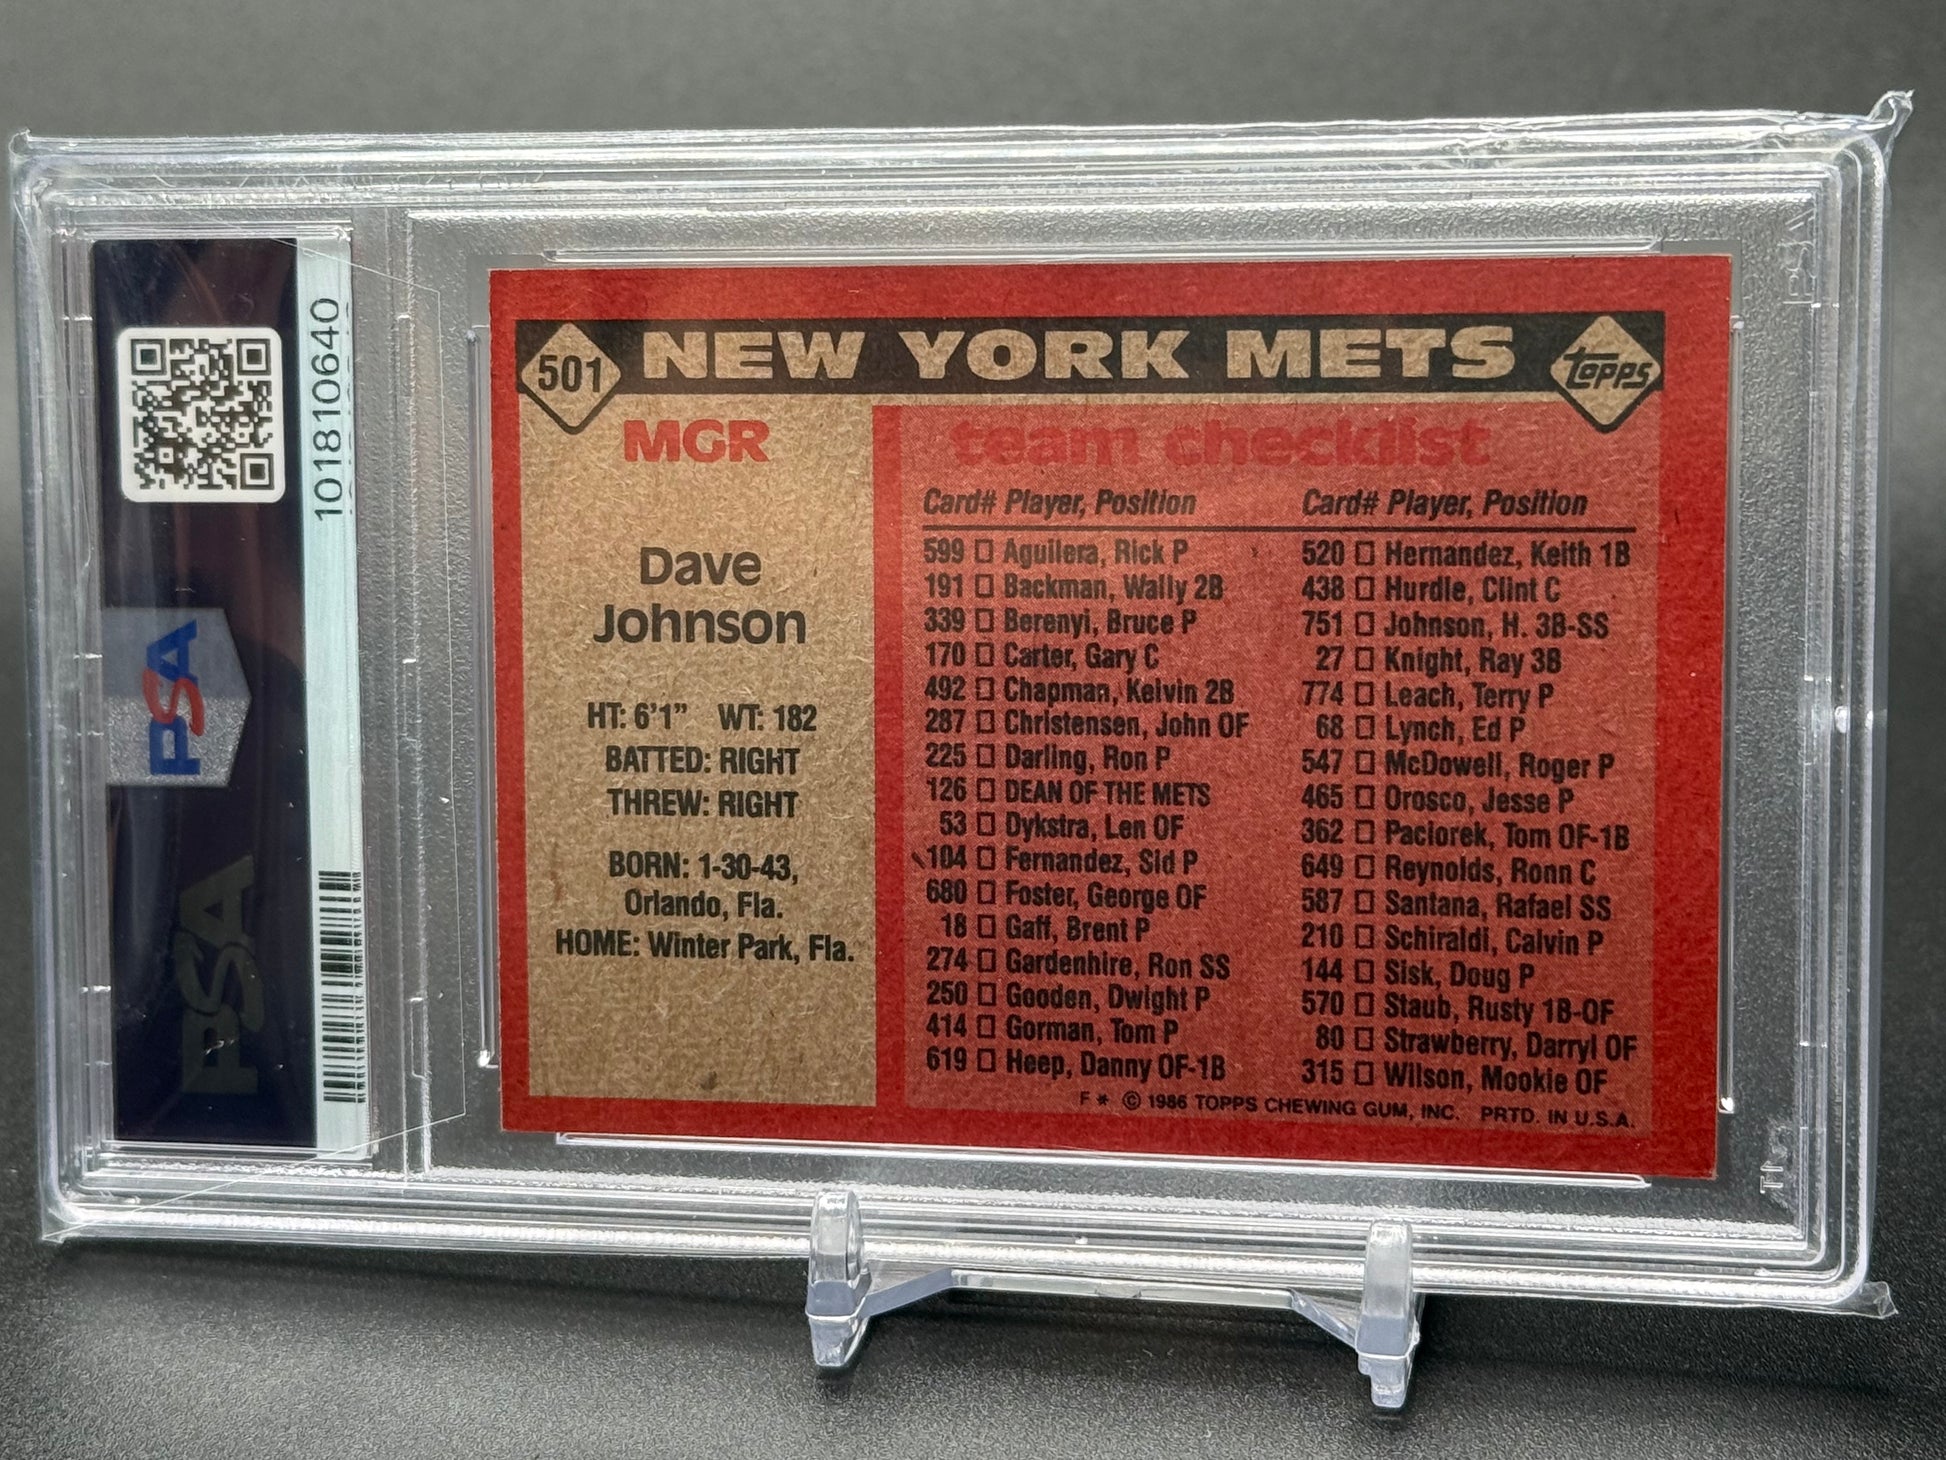 101810640
PSA
PSA
501
NEW YORK METS
topps
MGR
Dave
Johnson
HT: 6'1" WT: 182
BATTED: RIGHT
THREW: RIGHT
BORN: 1-30-43,
Orlando, Fla.
HOME: Winter Park, Fla.
team checklist
Card# Player, Position
599 □ Aguilera, Rick P
191 □ Backman, Wally 2B
339 □ Berenyi, Bruce P
170 □ Carter, Gary C
492 □ Chapman, Kelvin 2B
287 □ Christensen, John OF
225 □ Darling, Ron P
126 □ DEAN OF THE METS
53 □ Dykstra, Len OF
104 □ Fernandez, Sid P
680 □ Foster, George OF
18 □ Gaff, Brent P
274 □ Gardenhire, Ron SS
250 □ Gooden, Dwight P
414 □ Gorman, Tom P
619 □ Heep, Danny OF-1B
Card# Player, Position
520 □ Hernandez, Keith 1B
438 □ Hurdle, Clint C
751 □ Johnson, H. 3B-SS
27 □ Knight, Ray 3B
774 □ Leach, Terry P
68 □ Lynch, Ed P
547 □ McDowell, Roger P
465 □ Orosco, Jesse P
362 □ Paciorek, Tom OF-1B
649 □ Reynolds, Ronn C
587 □ Santana, Rafael SS
210 □ Schiraldi, Calvin P
144 □ Sisk, Doug P
570 □ Staub, Rusty 1B-OF
80 □ Strawberry, Darryl OF
315 □ Wilson, Mookie OF
F * © 1986 TOPPS CHEWING GUM, INC. PRTD. IN U.S.A.